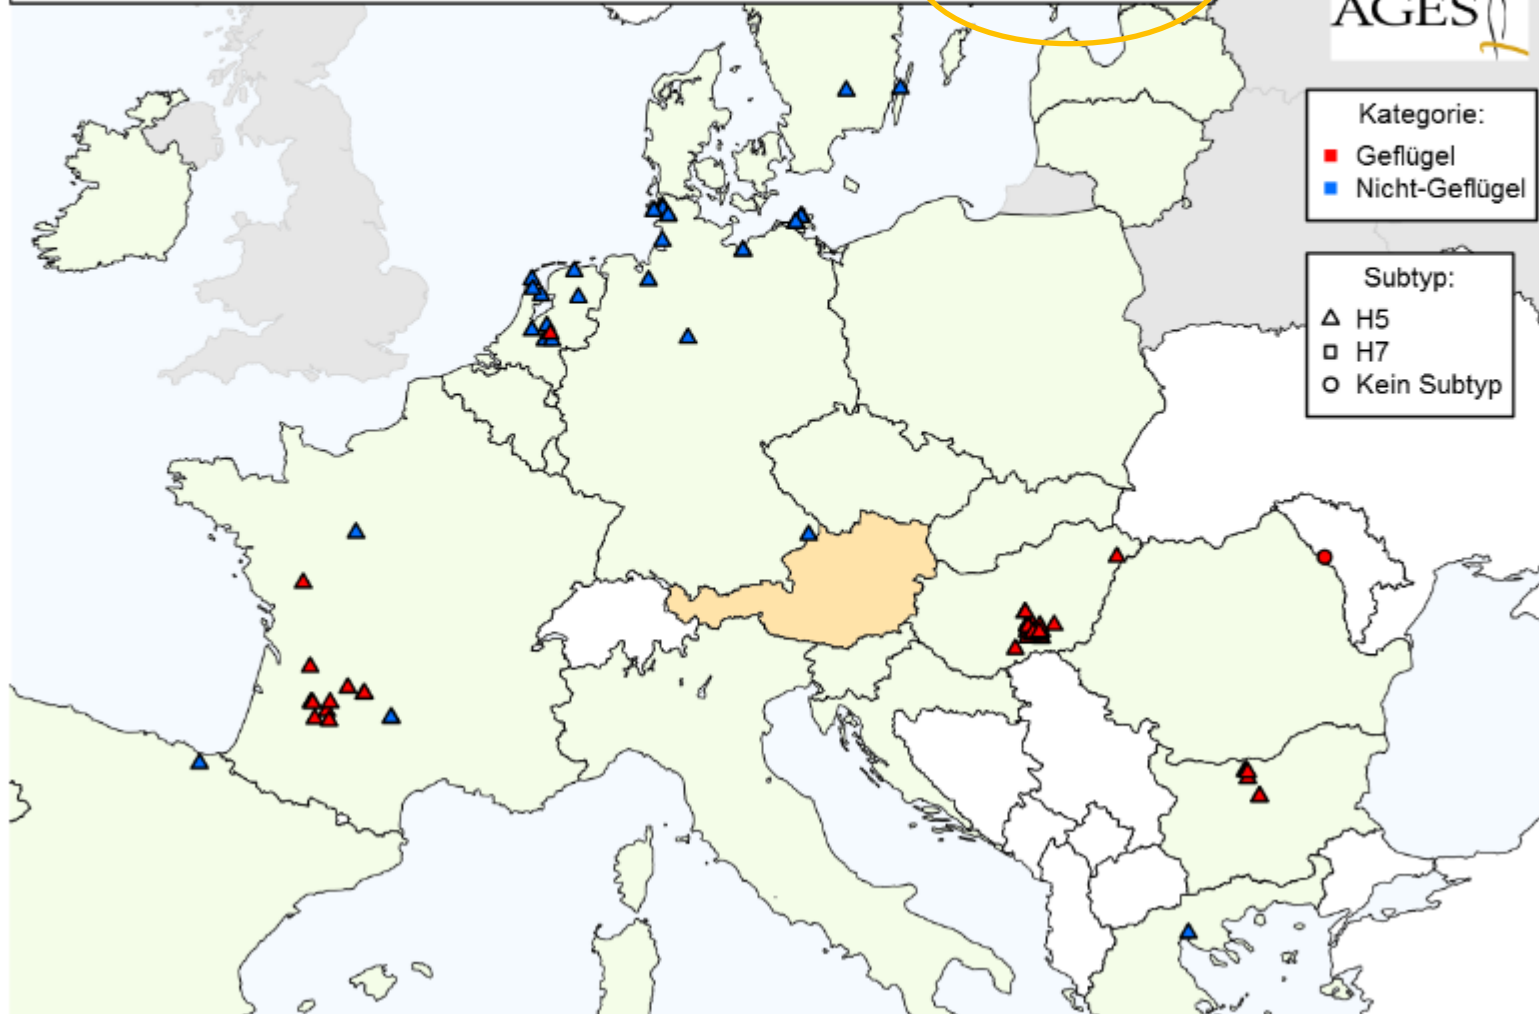 AGES
Kategorie:
Geflügel
Nicht-Geflügel
Subtyp:
H5
H7
Kein Subtyp